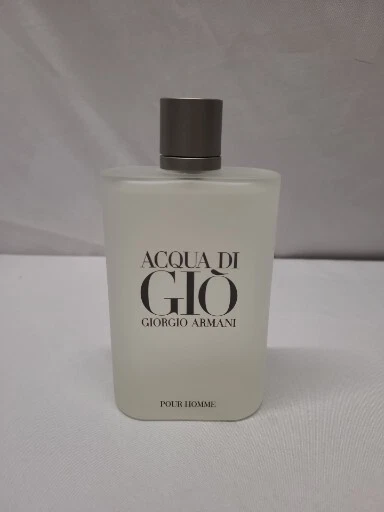 ACQUA DI
GIÒ
GIORGIO ARMANI
POUR HOMME